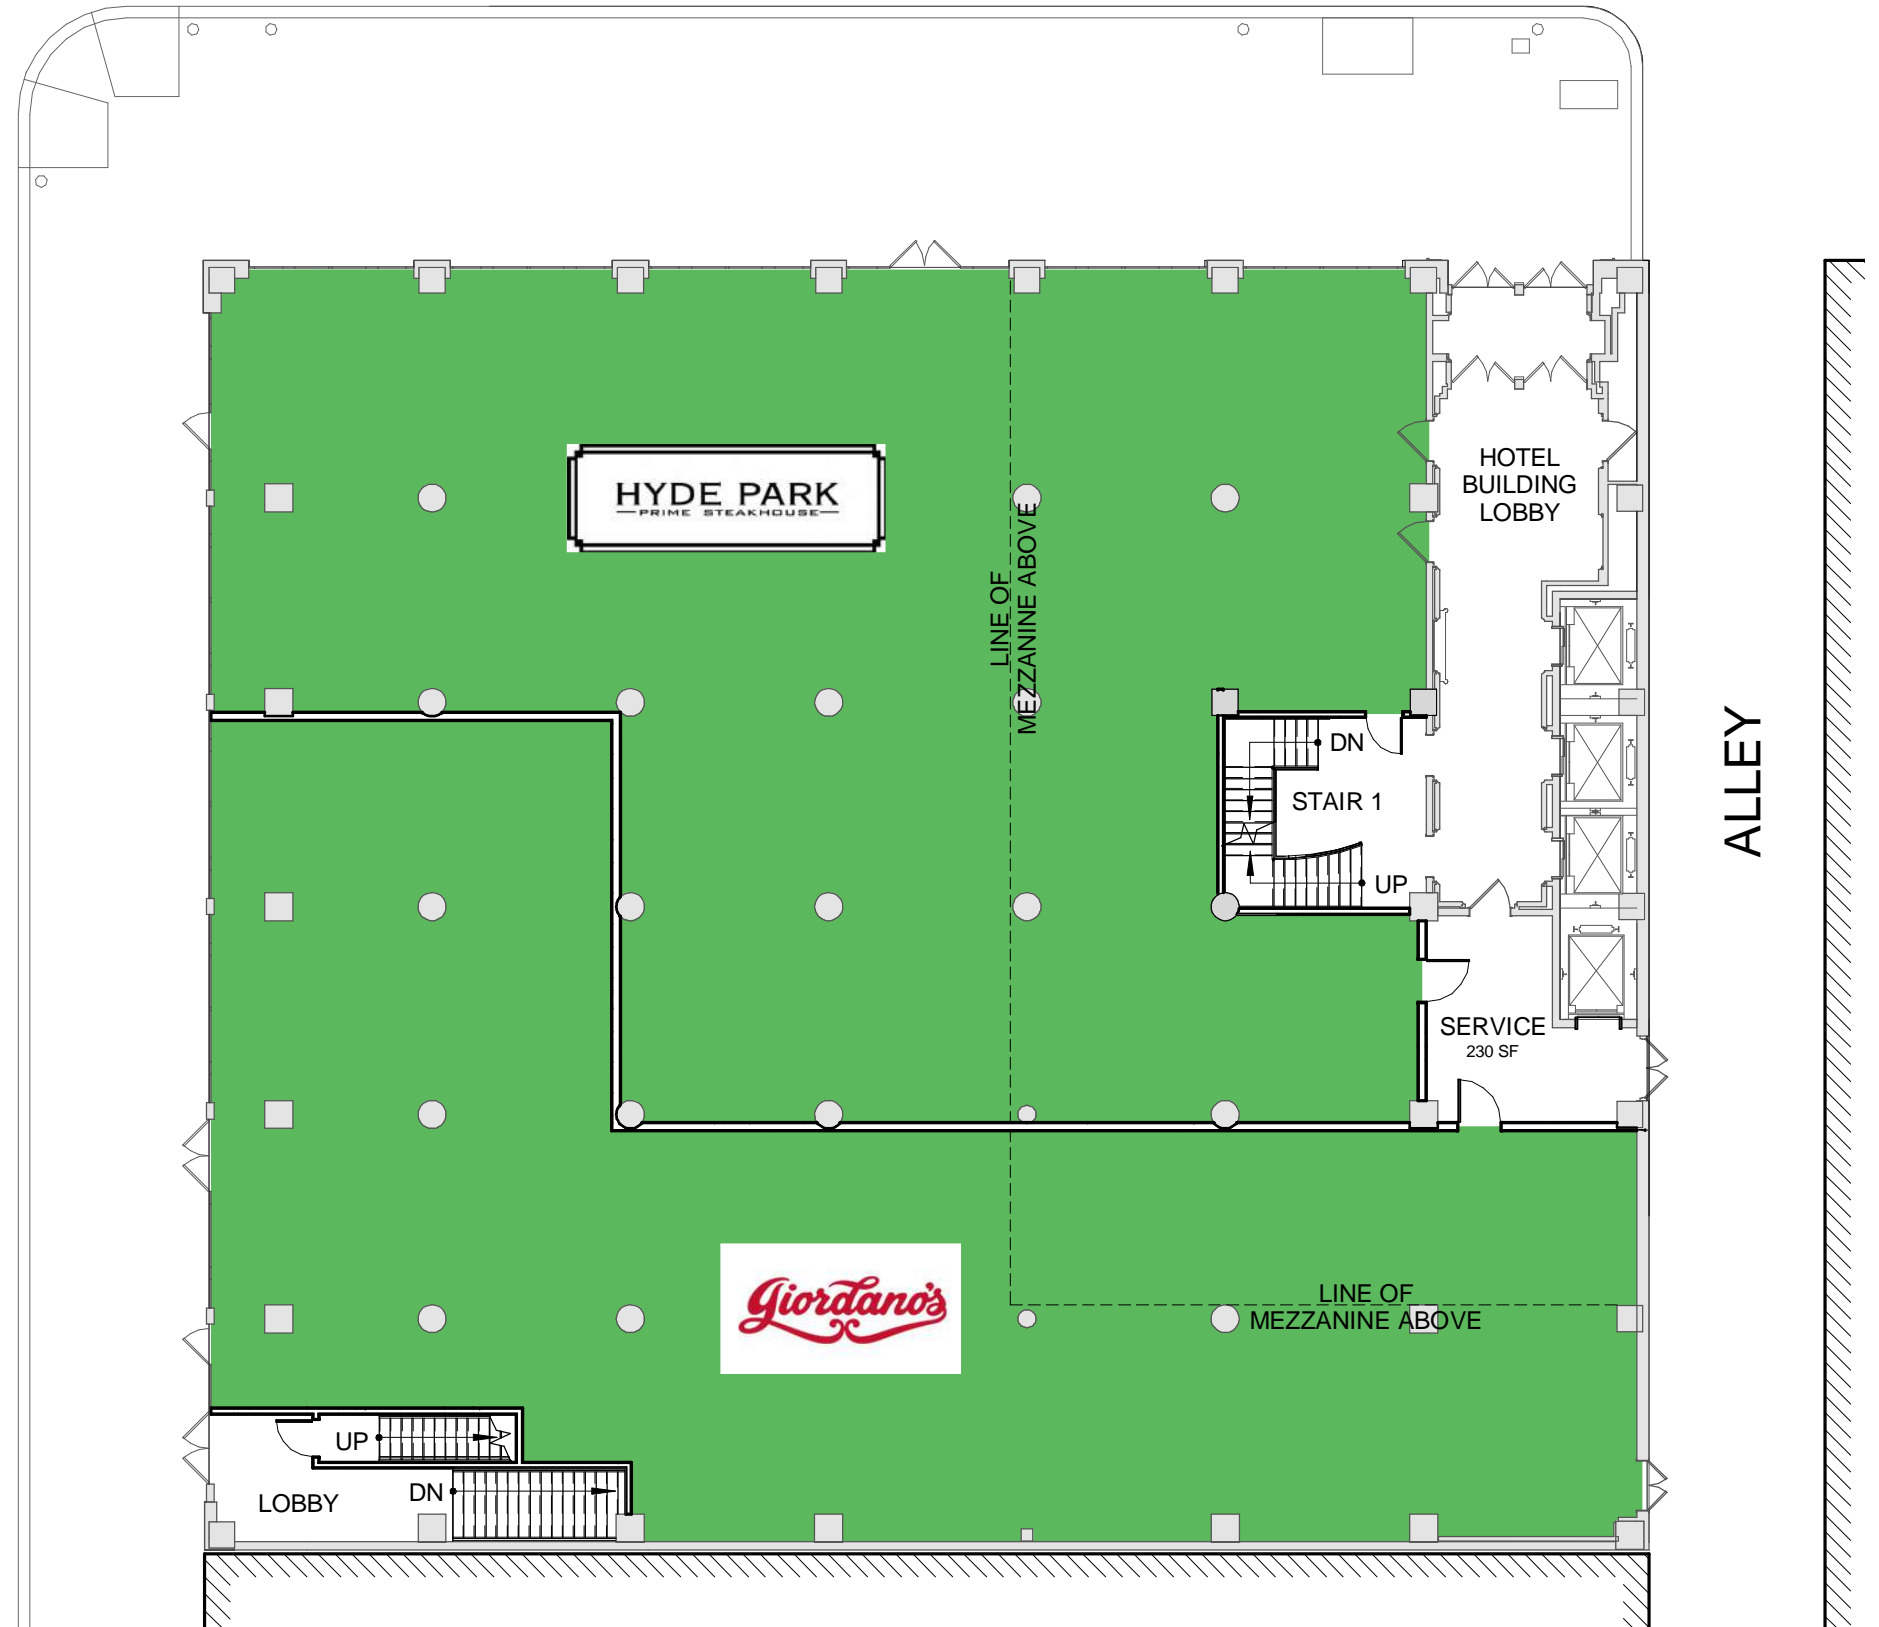 HOTEL
BUILDING
LOBBY
HYDE PARK
PRIME STEAKHOUSE
LINE OF
MEZZANINE ABOVE
DN
STAIR 1
UP
ALLEY
SERVICE
230 SF
Giordano's
LINE OF
MEZZANINE ABOVE
UP
DN
LOBBY